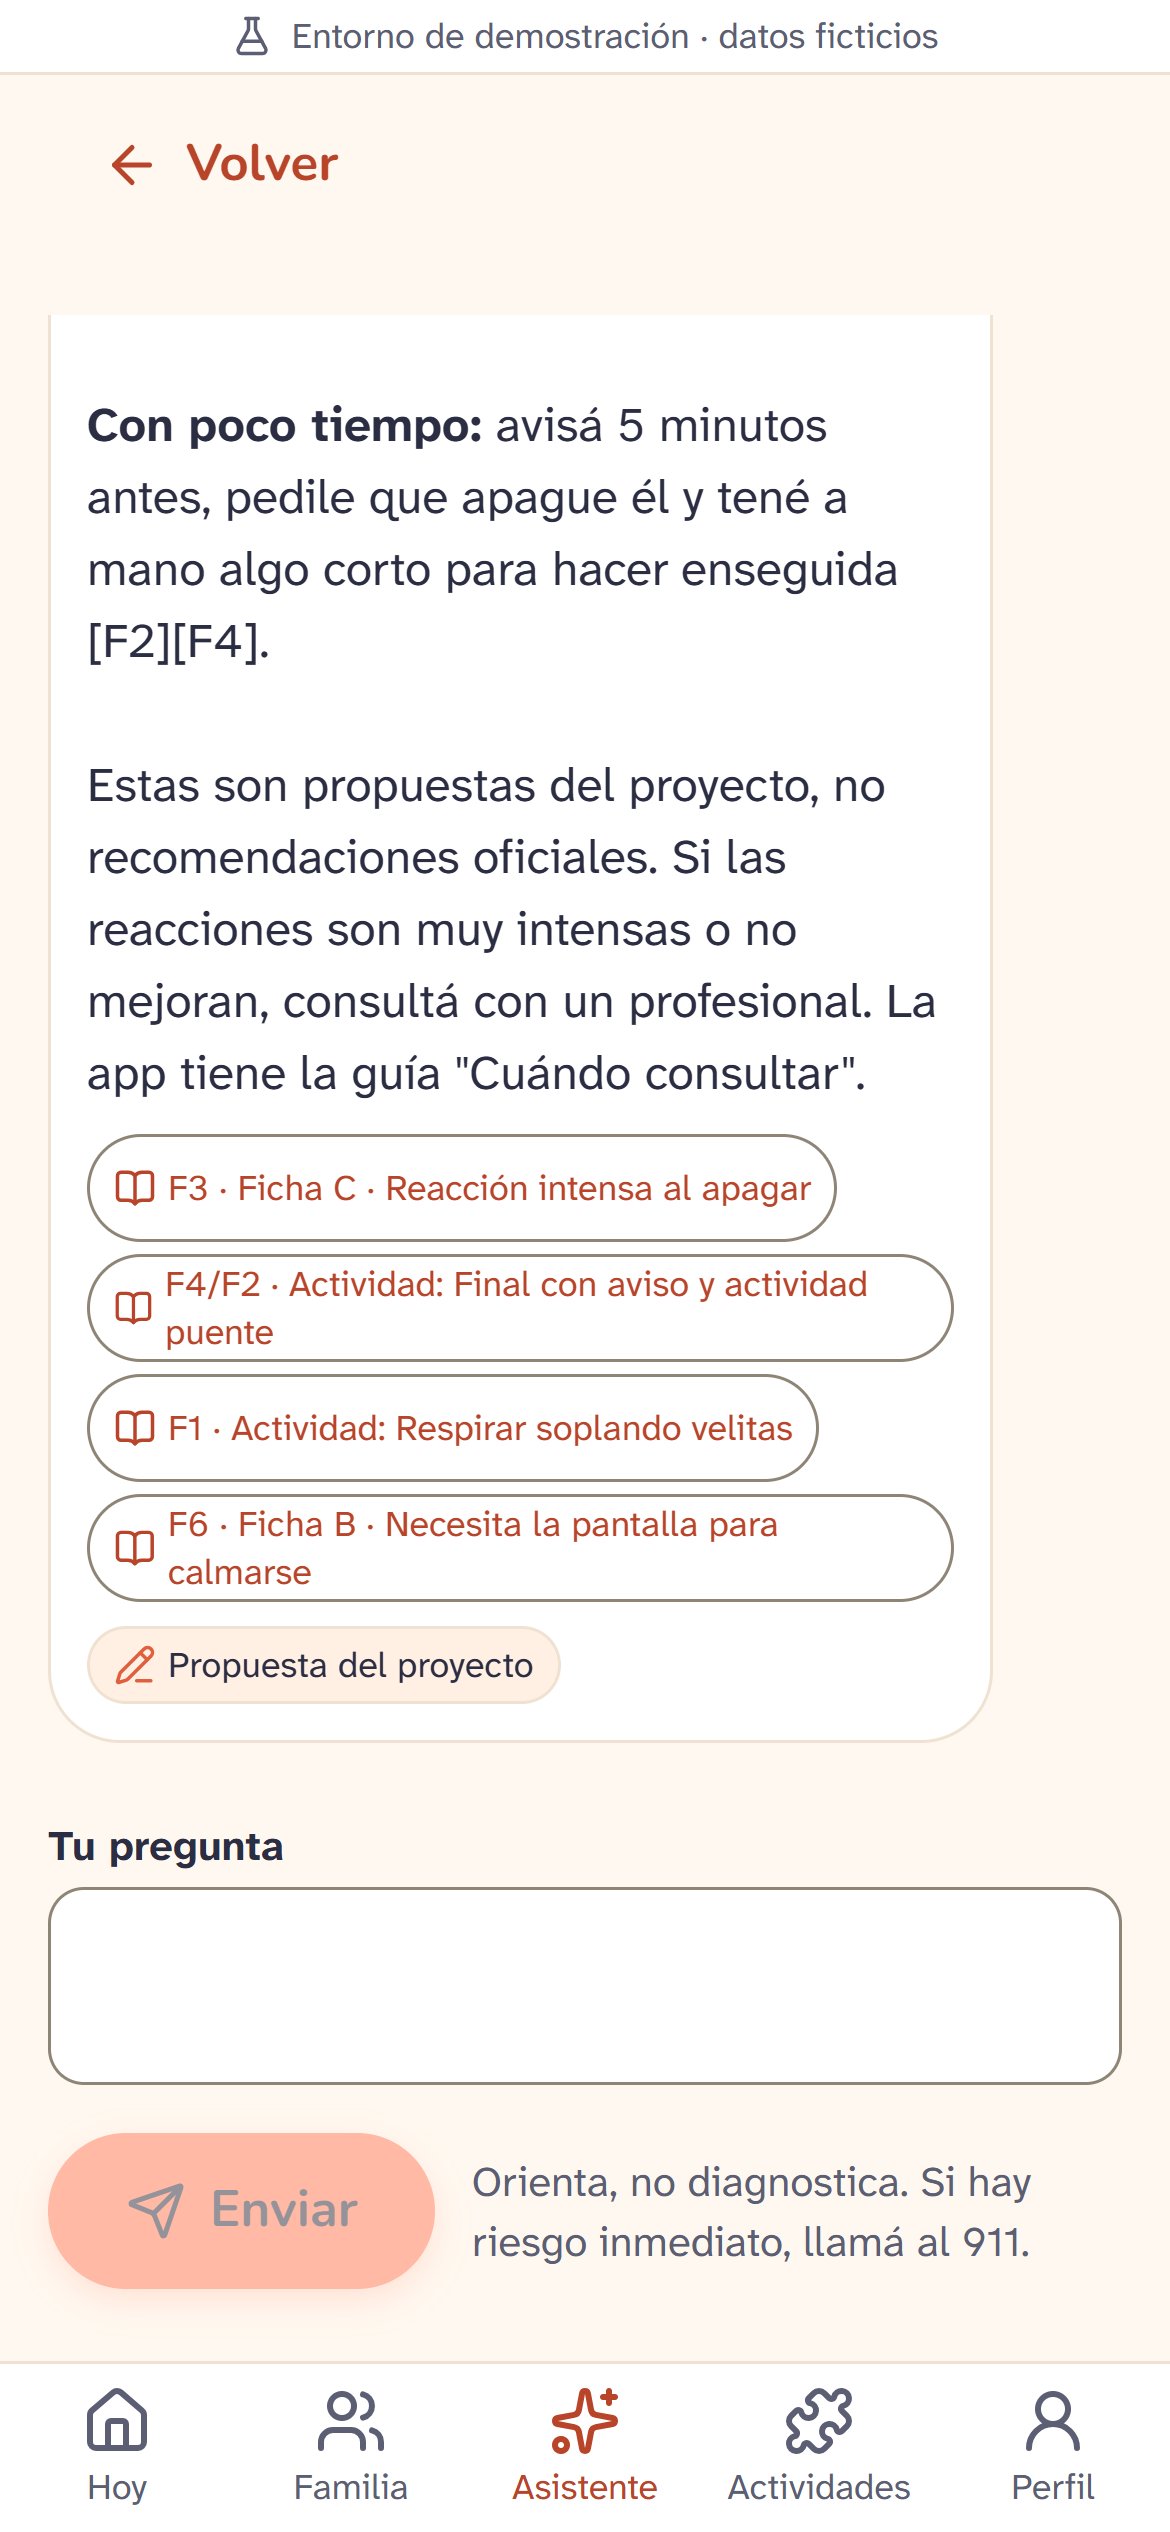 Entorno de demostración · datos ficticios
Volver
Con poco tiempo: avisá 5 minutos
antes, pedile que apague él y tené a
mano algo corto para hacer enseguida
[F2][F4].
Estas son propuestas del proyecto, no
recomendaciones oficiales. Si las
reacciones son muy intensas o no
mejoran, consultá con un profesional. La
app tiene la guía "Cuándo consultar".
F3 · Ficha C · Reacción intensa al apagar
F4/F2 · Actividad: Final con aviso y actividad
puente
F1 · Actividad: Respirar soplando velitas
F6 · Ficha B · Necesita la pantalla para
calmarse
Propuesta del proyecto
Tu pregunta
Enviar
Orienta, no diagnostica. Si hay
riesgo inmediato, llamá al 911.
Hoy
Familia
Asistente
Actividades
Perfil